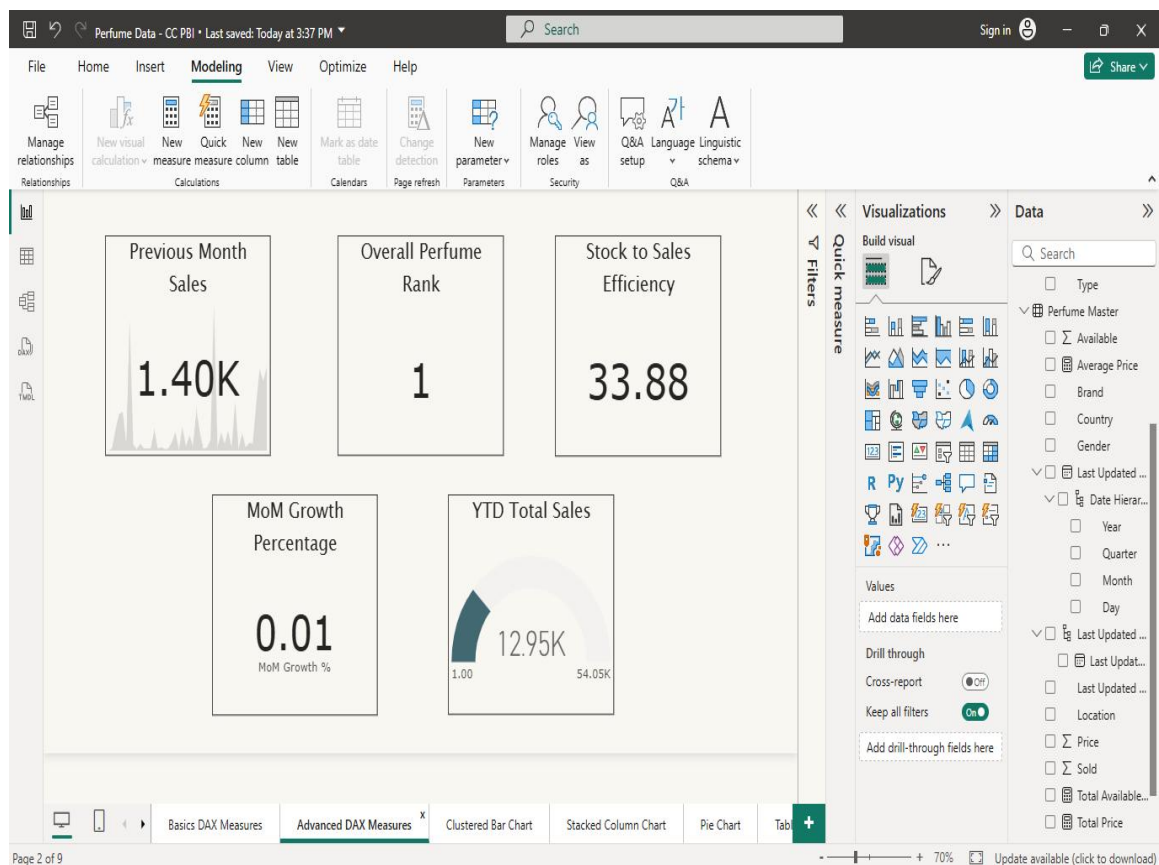 Perfume Data - CC PBI • Last saved: Today at 3:37 PM
Search
Sign in
File Home Insert Modeling View Optimize Help
Share
Manage relationships
New visual calculation
New measure
Quick measure
New column
New table
Mark as date table
Change detection
New parameter
Manage roles
View as
Q&A setup
Language
Linguistic schema
Relationships
Calculations
Calendars
Page refresh
Parameters
Security
Q&A
DAX
TMDL
Previous Month
Sales
1.40K
Overall Perfume
Rank
1
Stock to Sales
Efficiency
33.88
MoM Growth
Percentage
0.01
MoM Growth %
YTD Total Sales
12.95K
1.00
54.05K
Filters
Quick measure
Visualizations
Build visual
123
R Py
123
Values
Add data fields here
Drill through
Cross-report
Off
Keep all filters
On
Add drill-through fields here
Data
Search
Type
Perfume Master
Available
Average Price
Brand
Country
Gender
Last Updated ...
Date Hierar...
Year
Quarter
Month
Day
Last Updated ...
Last Updat...
Last Updated ...
Location
Price
Sold
Total Available...
Total Price
Basics DAX Measures
Advanced DAX Measures x
Clustered Bar Chart
Stacked Column Chart
Pie Chart
Tabl
+
Page 2 of 9
- + 70%
Update available (click to download)